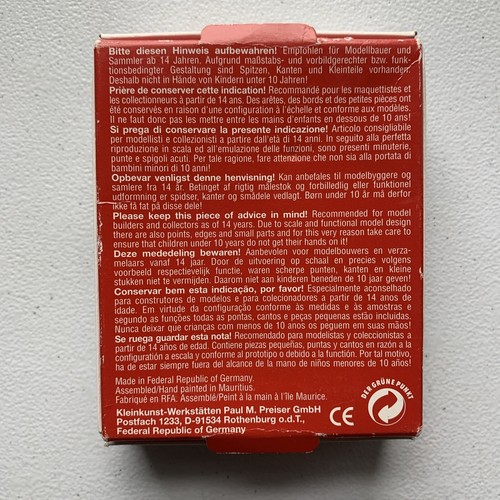 Bitte diesen Hinweis aufbewahren! Empfohlen für Modellbauer und
Sammler ab 14 Jahren. Aufgrund maßstabs- und vorbildgerechter bzw. funk-
tionsbedingter Gestaltung sind Spitzen, Kanten und Kleinteile vorhanden.
Deshalb nicht in Hände von Kindern unter 10 Jahren!
Prière de conserver cette indication! Recommandé pour les maquettistes et
les collectionneurs à partir de 14 ans. Des arêtes, des bords et des petites pièces ont
été conservés en raison d'une configuration à l'échelle et conforme aux modèles.
Il ne faut donc pas les mettre entre les mains d'enfants en dessous de 10 ans!
Si prega di conservare la presente indicazione! Articolo consigliabile
per modellisti e collezionisti a partire dall'età di 14 anni. In seguito alla perfetta
riproduzione in scala ed all'emulazione delle funzioni, sono presenti minuterie,
punte e spigoli acuti. Per tale ragione, fare attenzione che non sia alla portata di
bambini minori di 10 anni!
Opbevar venligst denne henvisning! Kan anbefales til modelbyggere og
samlere fra 14 år. Betinget af rigtig målestok og forbilledlig eller funktionel
udformning er spidser, kanter og smådele vedlagt. Børn under 10 år må derfor
ikke få fat på disse dele!
Please keep this piece of advice in mind! Recommended for model
builders and collectors as of 14 years. Due to scale and functional model design
there are also points, edges and small parts and for this very reason take care to
ensure that children under 10 years do not get their hands on it!
Deze mededeling bewaren! Aanbevolen voor modelbouwers en verza-
melaars vanaf 14 jaar. Door de uitvoering op schaal en precies volgens
voorbeeld respectievelijk functie, waren scherpe punten, kanten en kleine
stukken niet te vermijden. Daarom niet aan kinderen beneden de 10 jaar geven!
Conservar bem esta indicação, por favor! Especialmente aconselhado
para construtores de modelos e para colecionadores a partir de 14 anos de
idade. Em virtude da configuração conforme às medidas e às amostras e
segundo as funções todas as pontas, cantos e peças pequenas estão incluidas.
Nunca deixar que crianças com menos de 10 anos os peguem em suas mãos!
Se ruega guardar esta nota! Recomendado para modelistas y coleccionistas a
partir de 14 años de edad. Contiene piezas pequeñas, puntas y cantos en razón a la
configuratión a escala y conforme al prototipo o debido a la functión. Por tal motivo,
ha de estar siempre fuera del alcance de la mano de niños menores de 10 años!
Made in Federal Republic of Germany.
Assembled/Hand painted in Mauritius.
Fabriqué en RFA. Assemblé/Peint à la main à l'Ile Maurice.
Kleinkunst-Werkstätten Paul M. Preiser GmbH
Postfach 1233, D-91534 Rothenburg o.d.T.,
Federal Republic of Germany
CE
DER GRÜNE PUNKT